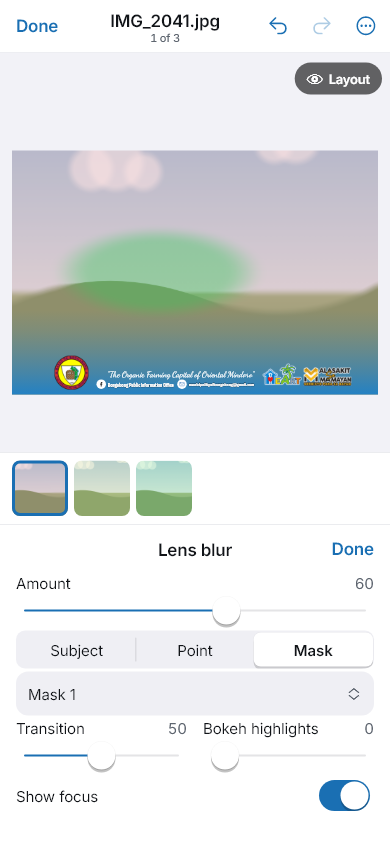 Done
IMG_2041.jpg
1 of 3
Layout
"The Organic Farming Capital of Oriental Mindoro"
Bongabong Public Information Office
ALASAKIT
MAMAYAN
Lens blur
Done
Amount
60
Subject
Point
Mask
Mask 1
Transition
50
Bokeh highlights
0
Show focus